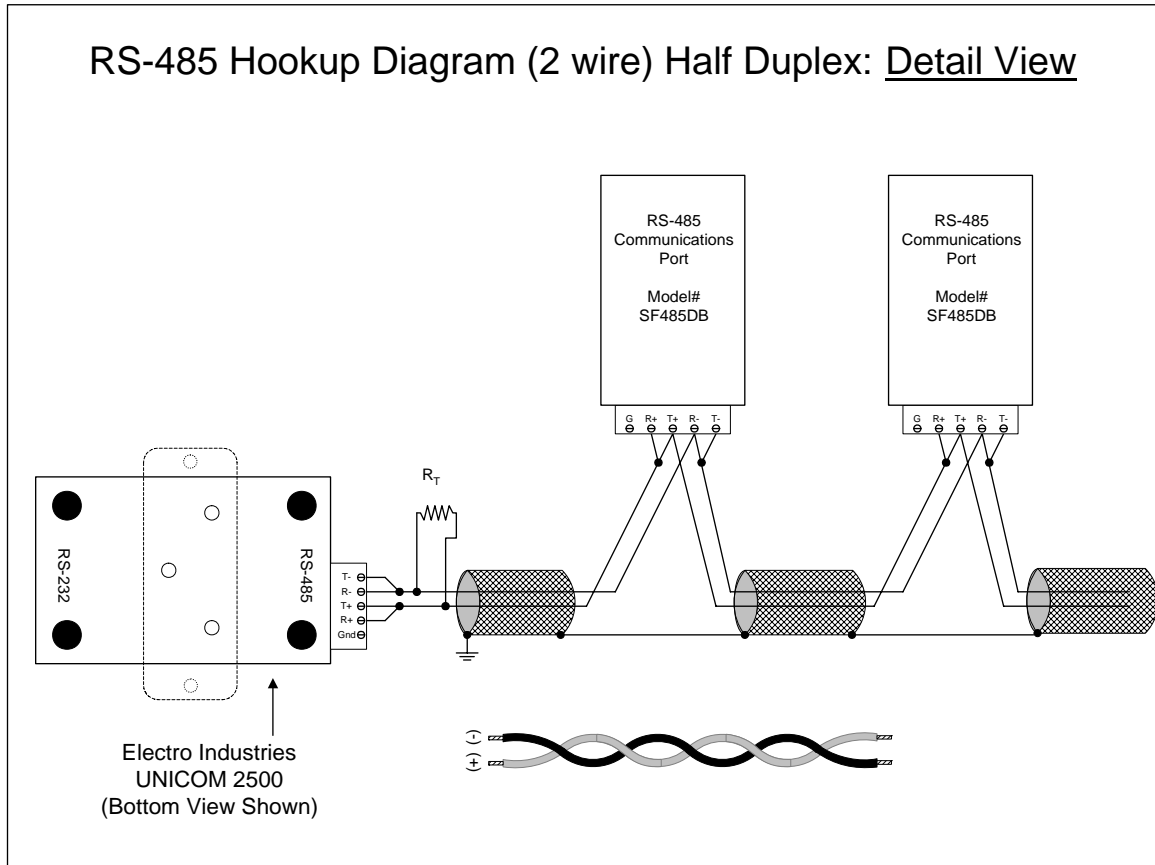 RS-485 Hookup Diagram (2 wire) Half Duplex: Detail View
RS-485
Communications
Port
Model#
SF485DB
G R+ T+ R- T-
RS-485
Communications
Port
Model#
SF485DB
G R+ T+ R- T-
RT
RS-232
RS-485
T-
R-
T+
R+
Gnd
Electro Industries
UNICOM 2500
(Bottom View Shown)
(-)
(+)